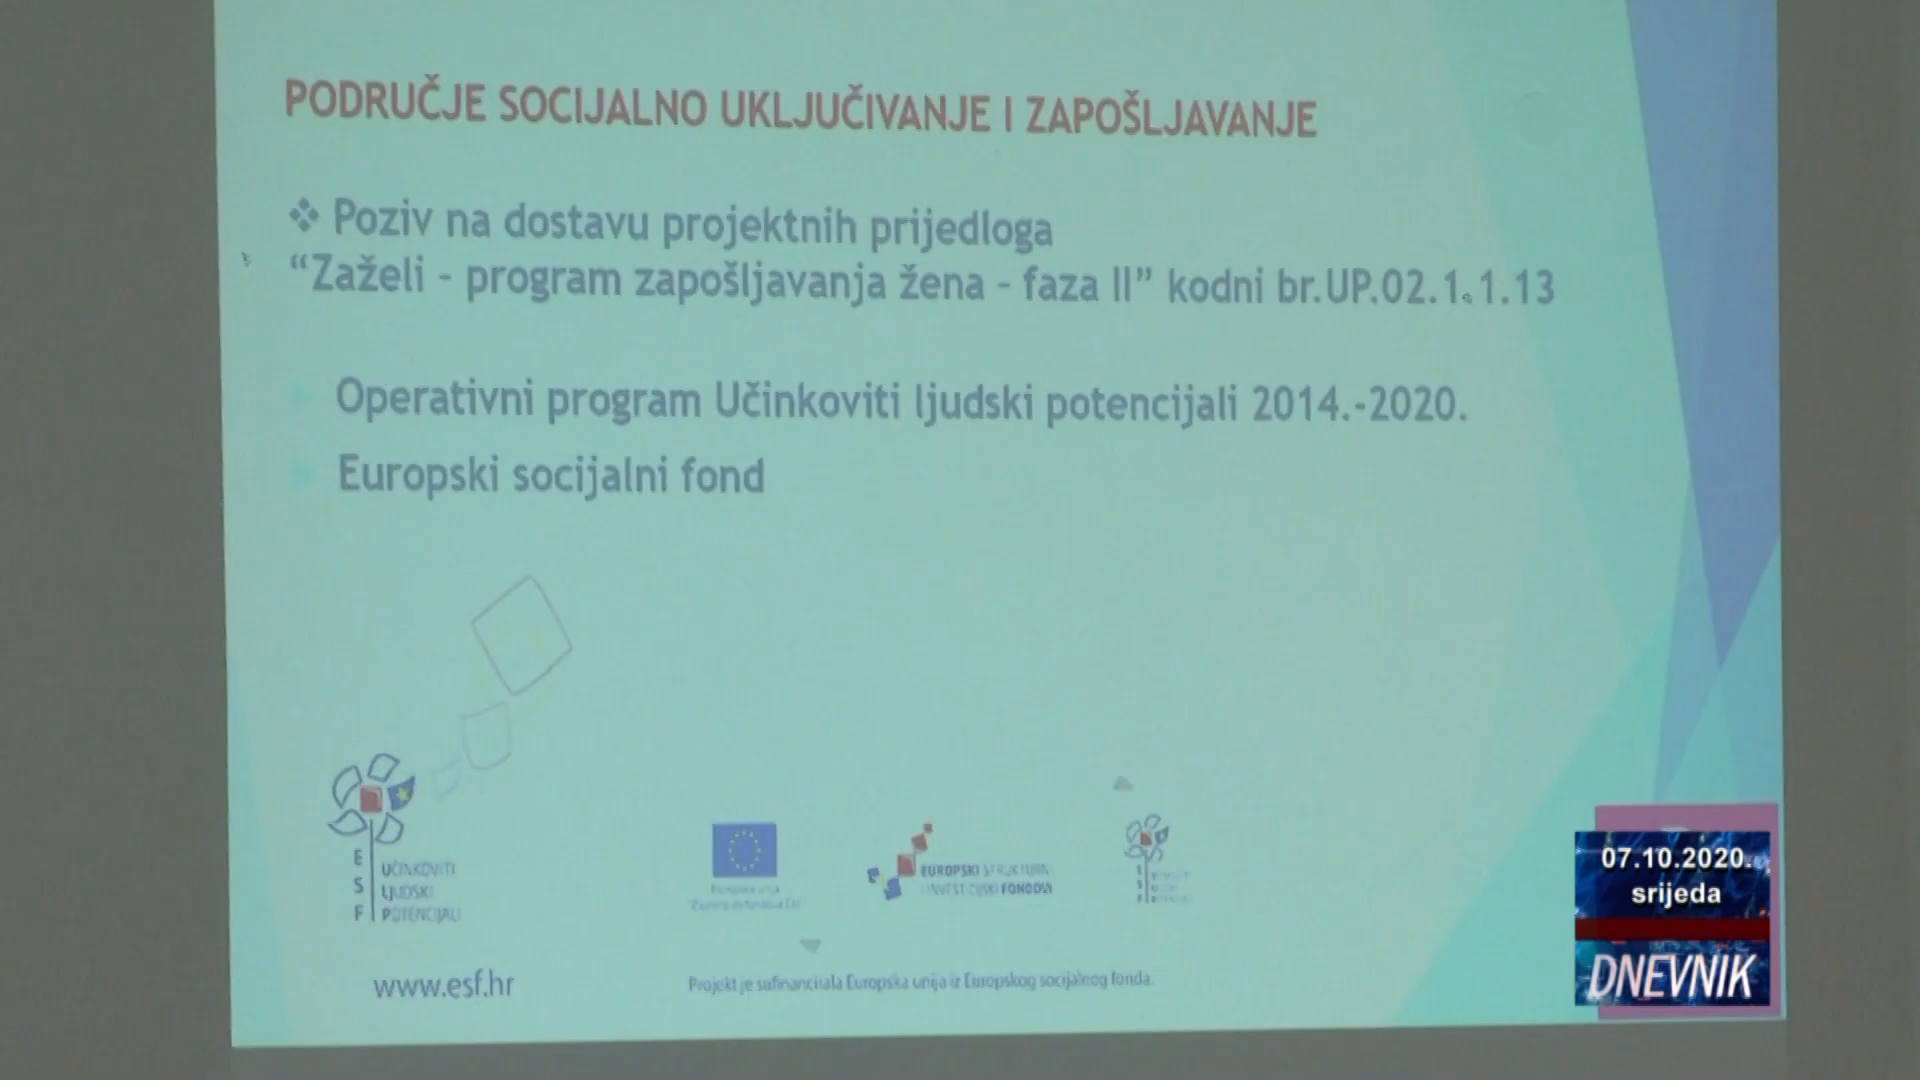 PODRUČJE SOCIJALNO UKLJUČIVANJE I ZAPOŠLJAVANJE
Poziv na dostavu projektnih prijedloga
“Zaželi - program zapošljavanja žena - faza II” kodni br.UP.02.1.1.13
Operativni program Učinkoviti ljudski potencijali 2014.-2020.
Europski socijalni fond
E
S
F
UČINKOVITI
LJUDSKI
POTENCIJALI
EUROPSKI STRUKTURNI
I INVESTICIJSKI FONDOVI
www.esf.hr
Projekt je sufinancirala Europska unija iz Europskog socijalnog fonda.
07.10.2020.
srijeda
DNEVNIK